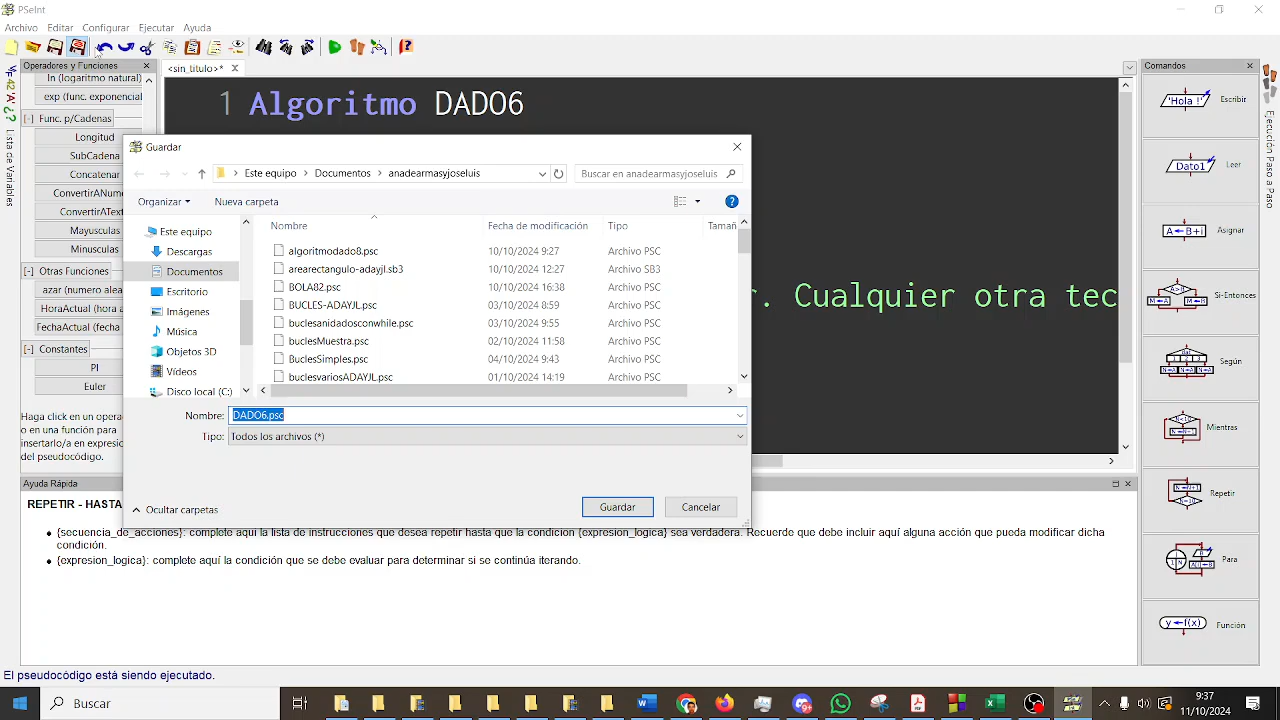 PSeInt
Archivo Editar Configurar Ejecutar Ayuda
Operadores y Funciones
<sin_titulo>*
Comandos
ln (logaritmo natural)
exp (func. exponencial
[-] Func. p/Cadenas
Longitud
SubCadena
Concatenar
ConvertirANúme
ConvertirATexto
Mayusculas
Minusculas
[-] Otras Funciones
azar (numero alea
HoraActual (hora a
FechaActual (fecha
[-] Constantes
PI
Euler
Haga click en un opera
o en una función para
insertarlo/a en expresio
del pseudocódigo.
Lista de Variables
1 Algoritmo DADO6
r. Cualquier otra tec
Guardar
Este equipo > Documentos > anadearmasyjoseluis
Buscar en anadearmasyjoseluis
Organizar Nueva carpeta
Este equipo
Descargas
Documentos
Escritorio
Imágenes
Música
Objetos 3D
Vídeos
Disco local (C:)
Nombre Fecha de modificación Tipo Tamañ
algoritmodado8.psc 10/10/2024 9:27 Archivo PSC
arearectangulo-adayjl.sb3 10/10/2024 12:27 Archivo SB3
BOLA82.psc 10/10/2024 16:38 Archivo PSC
BUCLES-ADAYJL.psc 03/10/2024 8:59 Archivo PSC
buclesanidadosconwhile.psc 03/10/2024 9:55 Archivo PSC
buclesMuestra.psc 02/10/2024 11:58 Archivo PSC
BuclesSimples.psc 04/10/2024 9:43 Archivo PSC
buclesvariosADAYJL.psc 01/10/2024 14:19 Archivo PSC
Nombre: DADO6.psc
Tipo: Todos los archivos (*)
Ocultar carpetas
Guardar Cancelar
'Hola !' Escribir
Dato1 Leer
A←B+i Asignar
Si-Entonces
Según
Mientras
Repetir
Para
y←f(x) Función
Ejecución Paso a Paso
Ayuda Rápida
REPETIR - HASTA
{secuencia_de_acciones}: complete aquí la lista de instrucciones que desea repetir hasta que la condición {expresion_logica} sea verdadera. Recuerde que debe incluir aquí alguna acción que pueda modificar dicha
condición.
{expresion_logica}: complete aquí la condición que se debe evaluar para determinar si se continúa iterando.
El pseudocódigo está siendo ejecutado.
Buscar
9:37
11/10/2024